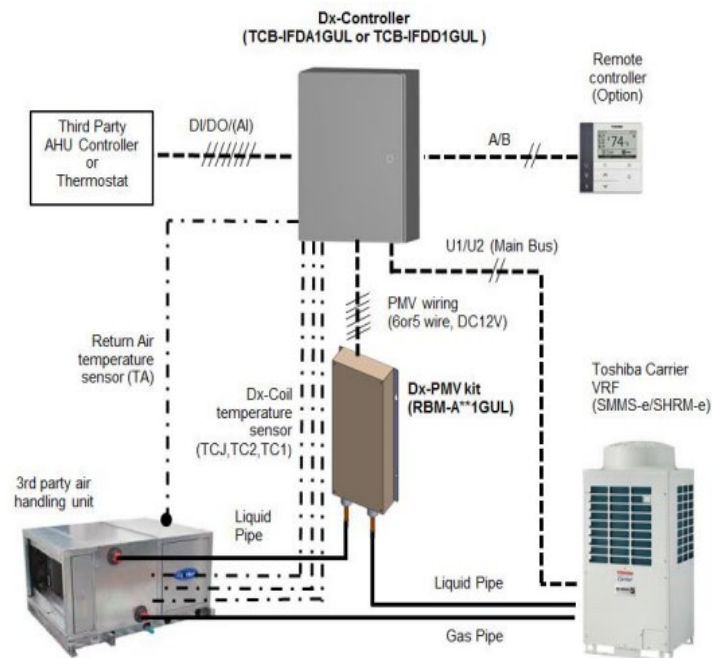 Dx-Controller
(TCB-IFDA1GUL or TCB-IFDD1GUL )
Remote
controller
(Option)
Third Party
AHU Controller
or
Thermostat
DI/DO/(AI)
A/B
U1/U2 (Main Bus)
PMV wiring
(6or5 wire, DC12V)
Return Air
temperature
sensor (TA)
Dx-Coil
temperature
sensor
(TCJ,TC2,TC1)
Dx-PMV kit
(RBM-A**1GUL)
Toshiba Carrier
VRF
(SMMS-e/SHRM-e)
3rd party air
handling unit
Liquid
Pipe
Liquid Pipe
Gas Pipe